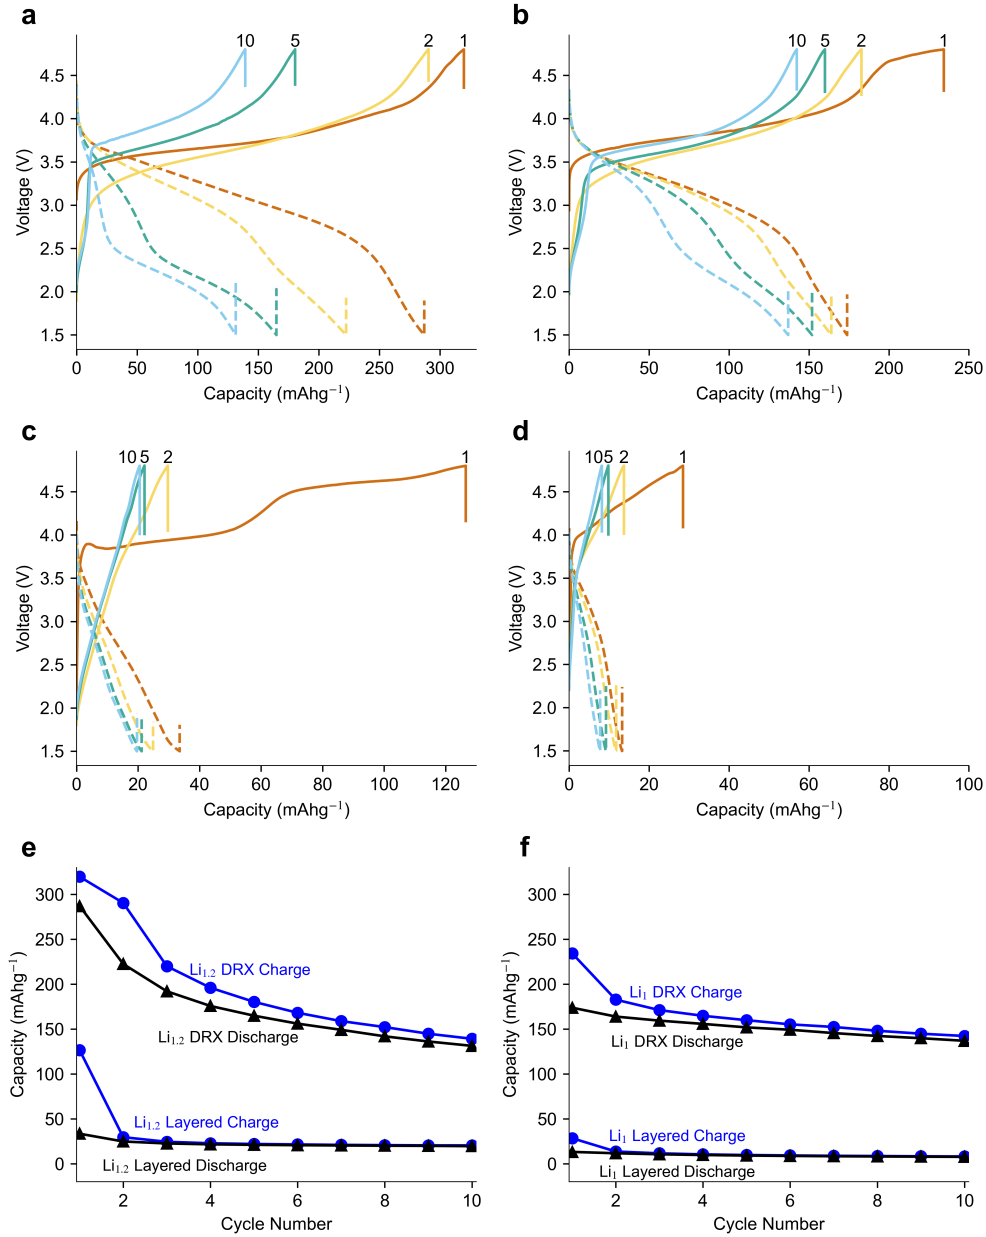 a
10 5 2 1
4.5
4.0
3.5
3.0
2.5
2.0
1.5
Voltage (V)
0 50 100 150 200 250 300
Capacity (mAhg⁻¹)
b
10 5 2 1
4.5
4.0
3.5
3.0
2.5
2.0
1.5
Voltage (V)
0 50 100 150 200 250
Capacity (mAhg⁻¹)
c
10 5 2 1
4.5
4.0
3.5
3.0
2.5
2.0
1.5
Voltage (V)
0 20 40 60 80 100 120
Capacity (mAhg⁻¹)
d
10 5 2 1
4.5
4.0
3.5
3.0
2.5
2.0
1.5
Voltage (V)
0 20 40 60 80 100
Capacity (mAhg⁻¹)
e
300
250
200
150
100
50
0
Capacity (mAhg⁻¹)
Li₁.₂ DRX Charge
Li₁.₂ DRX Discharge
Li₁.₂ Layered Charge
Li₁.₂ Layered Discharge
2 4 6 8 10
Cycle Number
f
300
250
200
150
100
50
0
Capacity (mAhg⁻¹)
Li₁ DRX Charge
Li₁ DRX Discharge
Li₁ Layered Charge
Li₁ Layered Discharge
2 4 6 8 10
Cycle Number